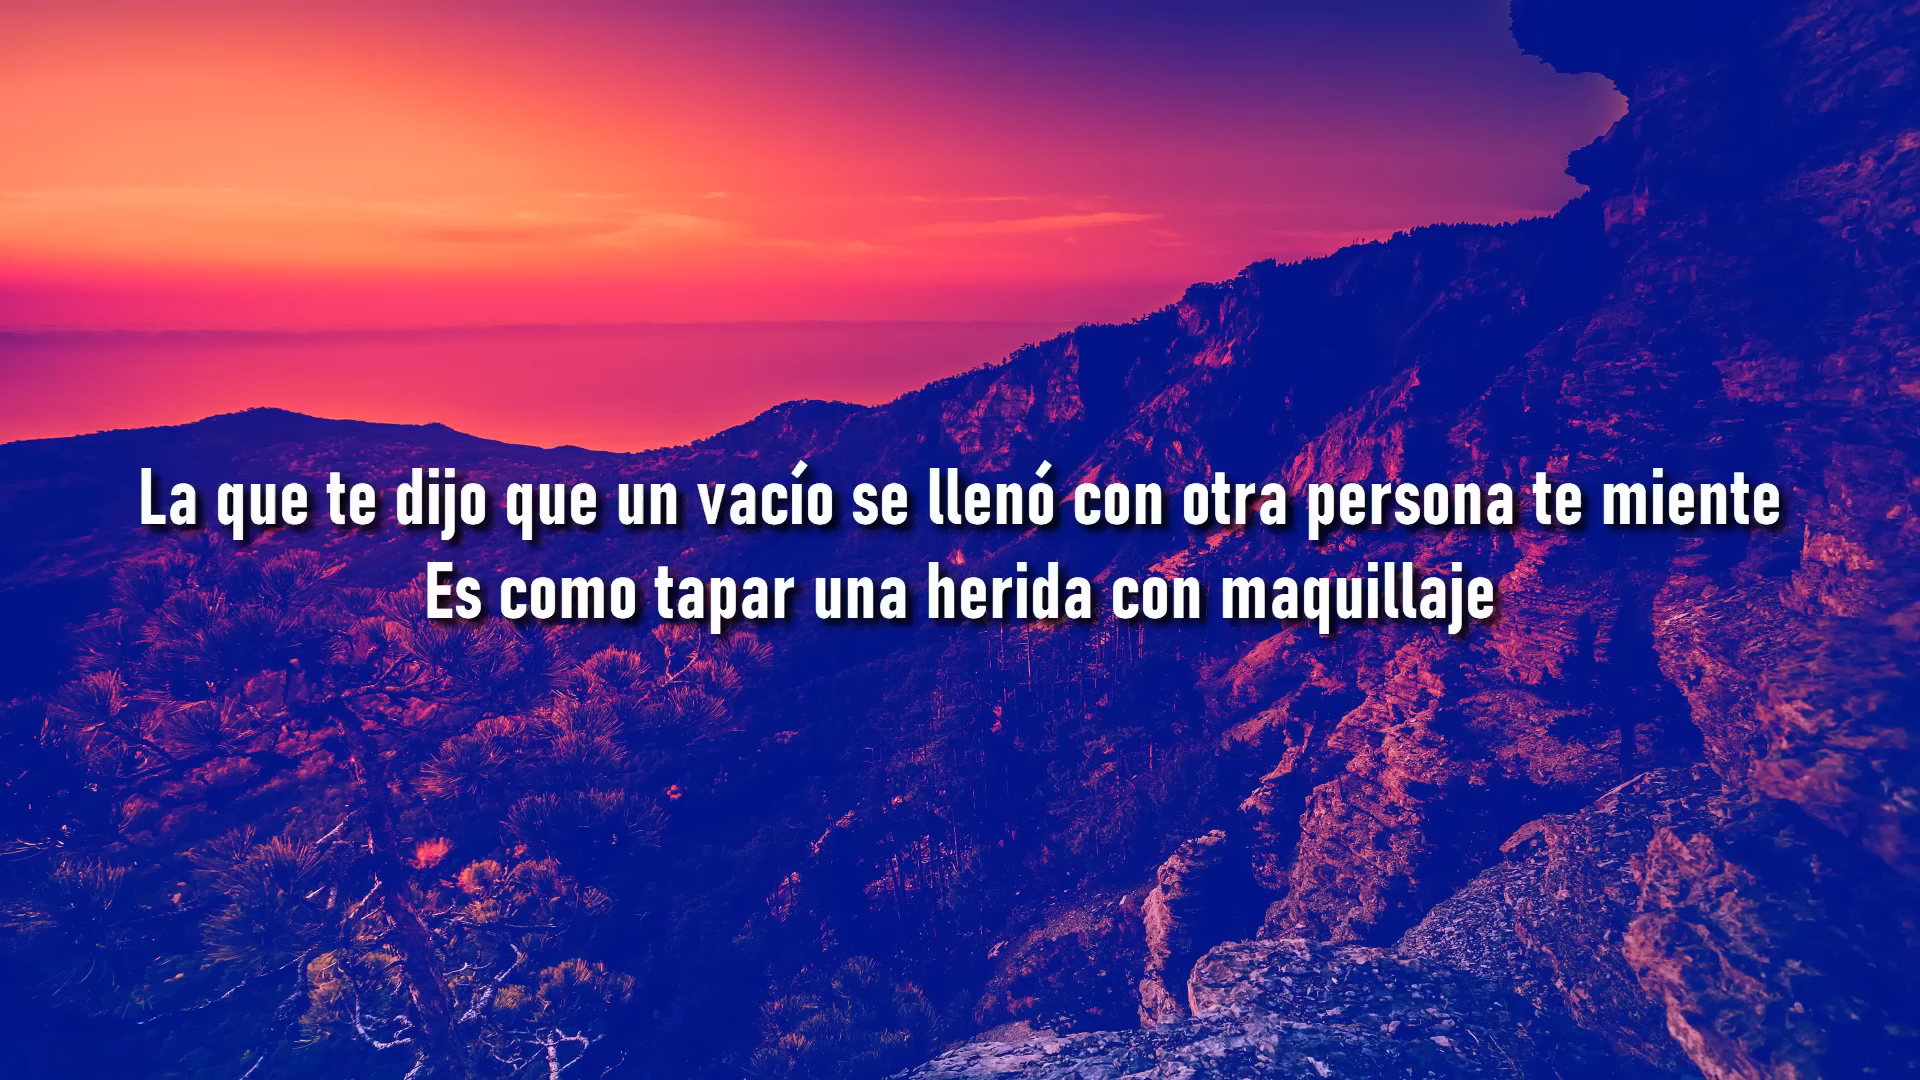 La que te dijo que un vacío se llenó con otra persona te miente
Es como tapar una herida con maquillaje